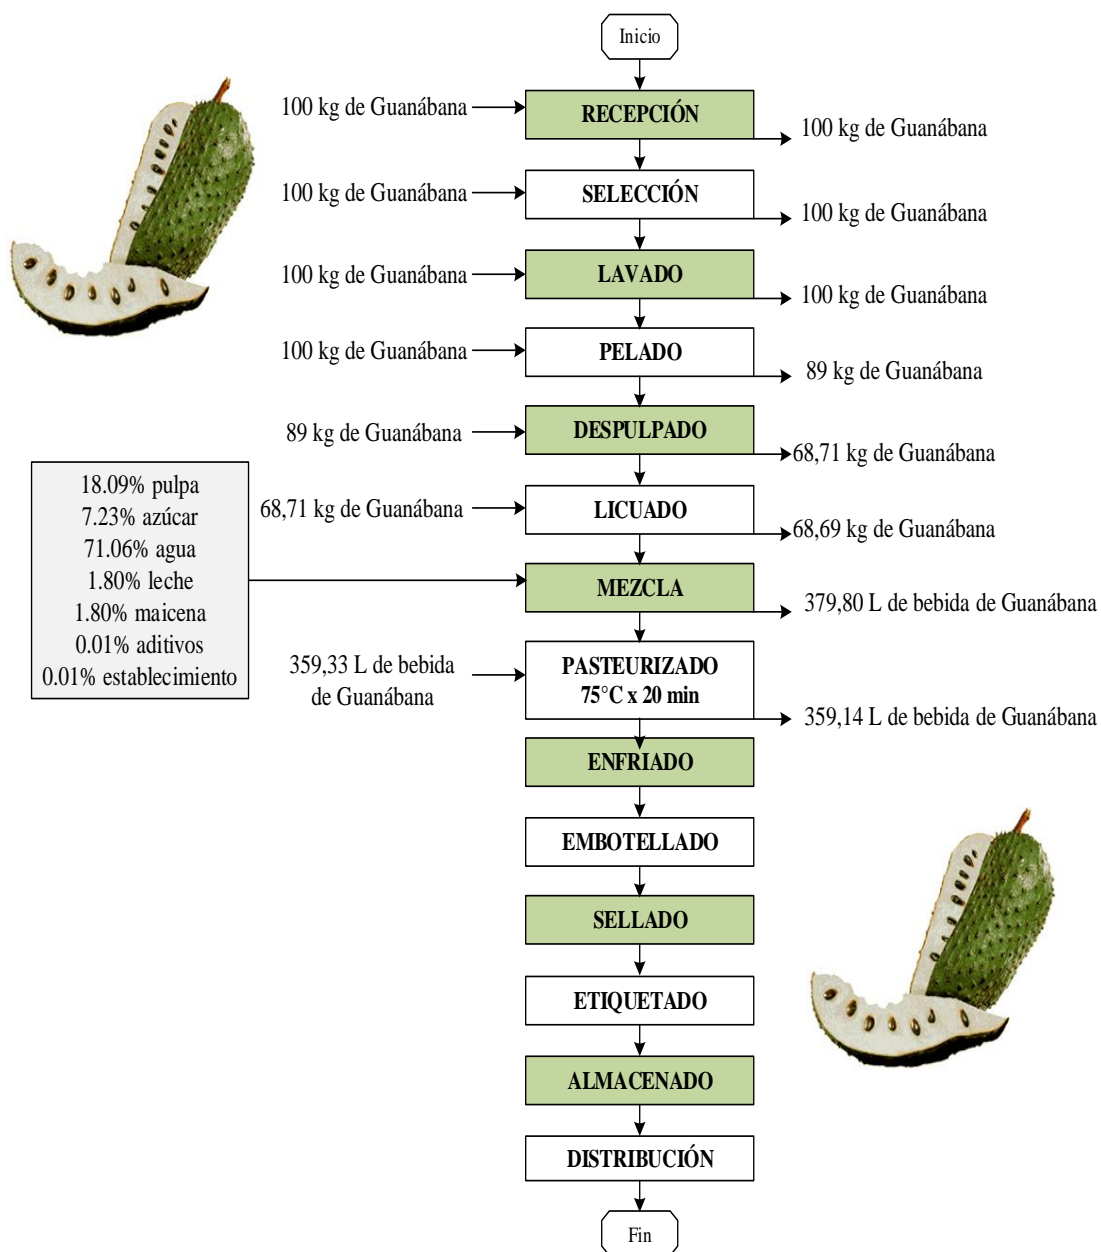 Inicio
100 kg de Guanábana
RECEPCIÓN
100 kg de Guanábana
100 kg de Guanábana
SELECCIÓN
100 kg de Guanábana
100 kg de Guanábana
LAVADO
100 kg de Guanábana
100 kg de Guanábana
PELADO
89 kg de Guanábana
89 kg de Guanábana
DESPULPADO
68,71 kg de Guanábana
68,71 kg de Guanábana
LICUADO
68,69 kg de Guanábana
18.09% pulpa
7.23% azúcar
71.06% agua
1.80% leche
1.80% maicena
0.01% aditivos
0.01% establecimiento
MEZCLA
379,80 L de bebida de Guanábana
359,33 L de bebida
de Guanábana
PASTEURIZADO
75°C x 20 min
359,14 L de bebida de Guanábana
ENFRIADO
EMBOTELLADO
SELLADO
ETIQUETADO
ALMACENADO
DISTRIBUCIÓN
Fin